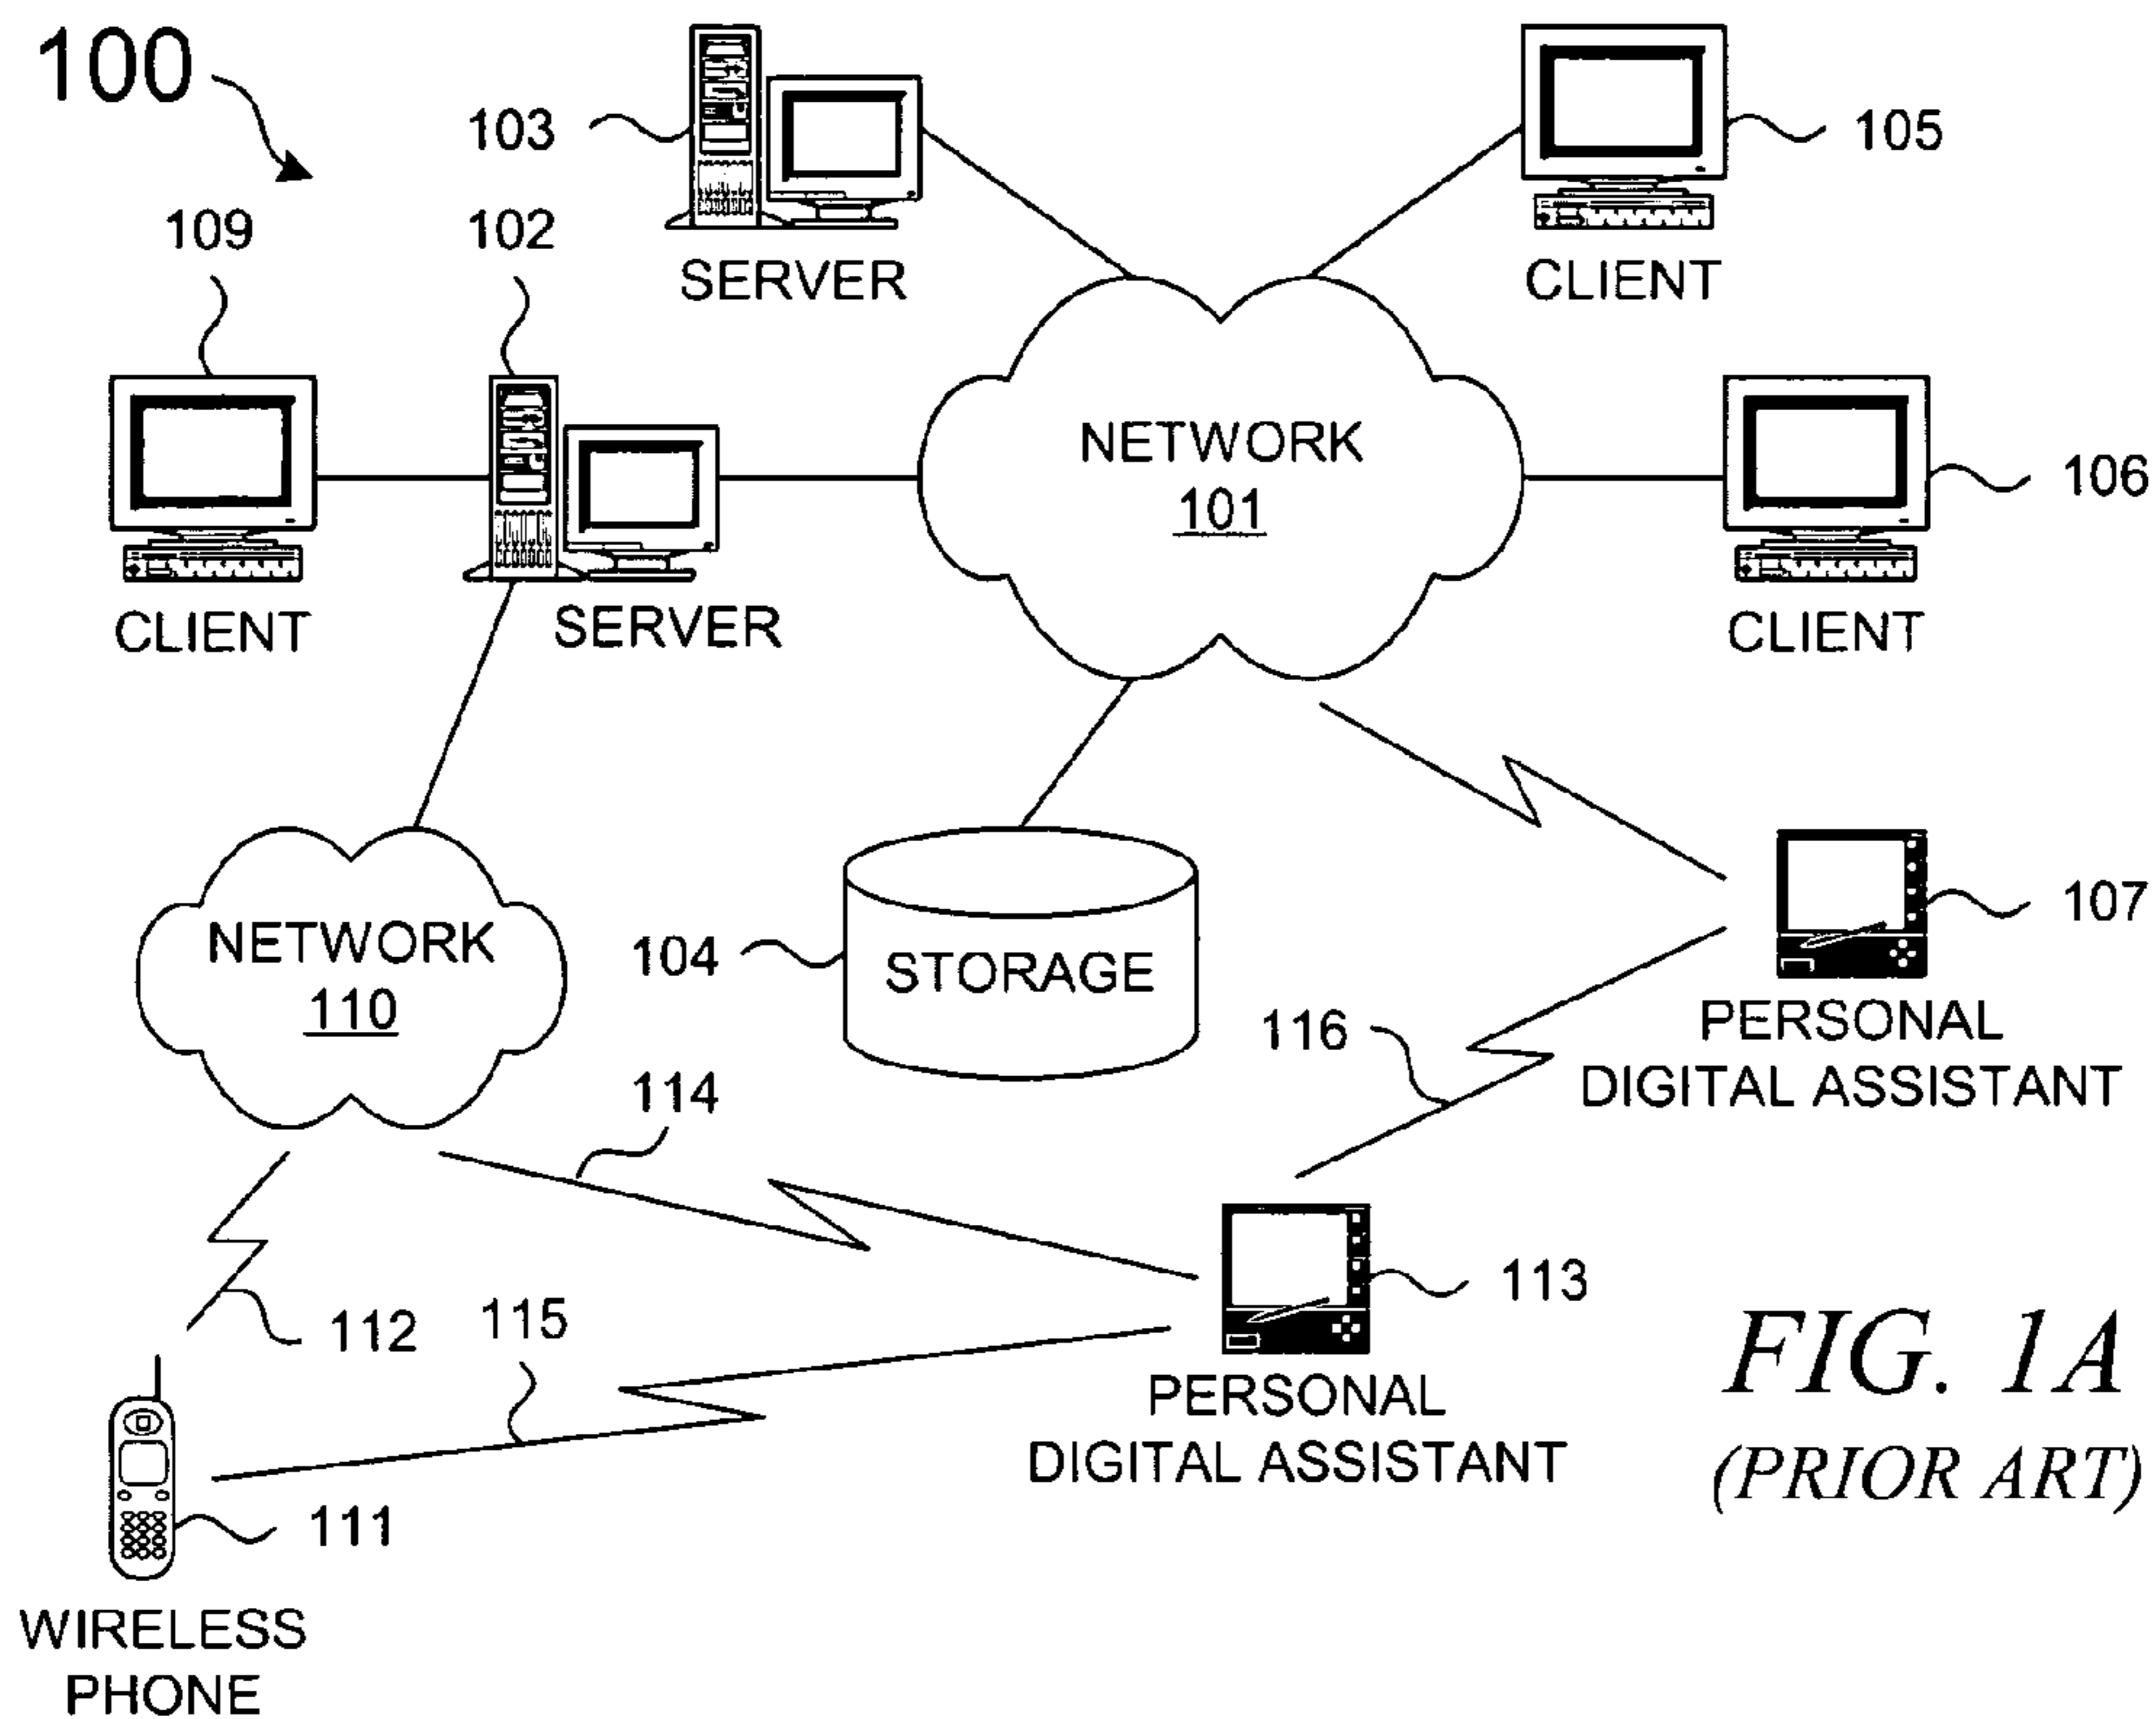 100
103
105
109
102
SERVER
CLIENT
NETWORK
101
106
CLIENT
SERVER
CLIENT
107
NETWORK
110
104
STORAGE
PERSONAL
DIGITAL ASSISTANT
116
114
113
112
115
PERSONAL
DIGITAL ASSISTANT
FIG. 1A
(PRIOR ART)
111
WIRELESS
PHONE